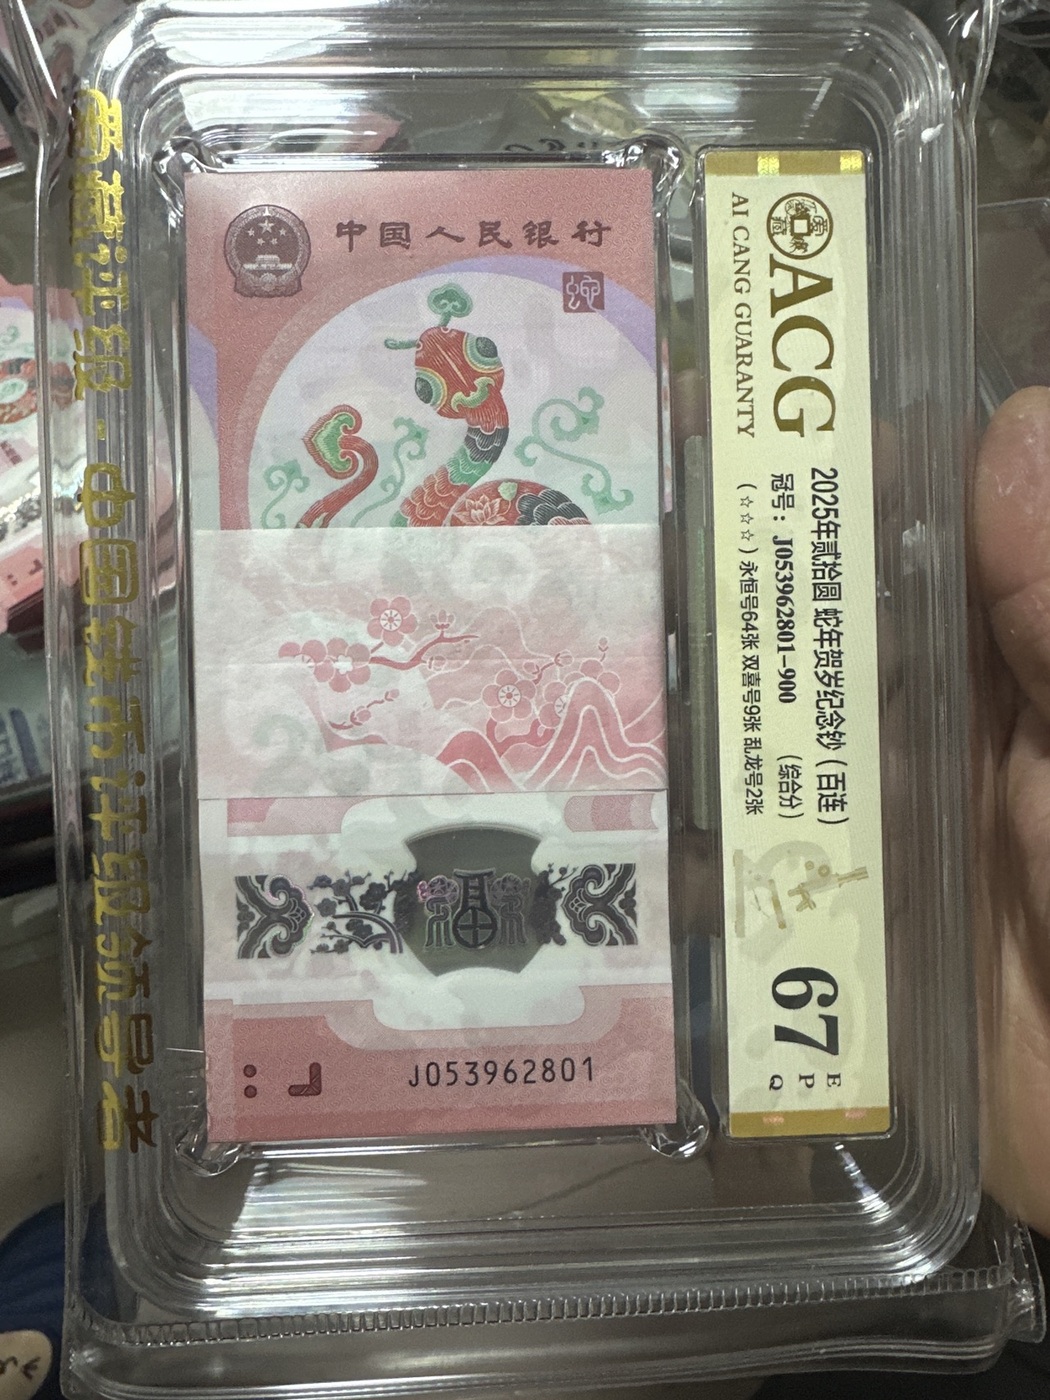 中国人民银行
蛇
J053962801
ACG
AI CANG GUARANTY
2025年贰拾圆 蛇年贺岁纪念钞（百连）
冠号：J053962801-900 （综合分）
（☆☆☆）永恒号64张 双喜号9张 乱龙号2张
67
E
P
Q
爱藏评级·中国钱币评级领导者